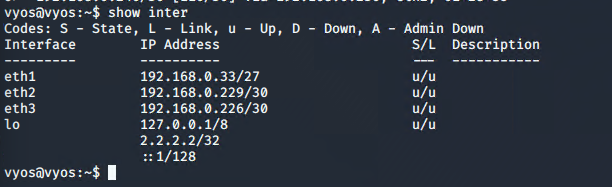 vyos@vyos:~$ show inter
Codes: S - State, L - Link, u - Up, D - Down, A - Admin Down
Interface        IP Address                        S/L  Description
---------        ----------                        ---  -----------
eth1             192.168.0.33/27                   u/u
eth2             192.168.0.229/30                  u/u
eth3             192.168.0.226/30                  u/u
lo               127.0.0.1/8                       u/u
                 2.2.2.2/32
                 ::1/128
vyos@vyos:~$